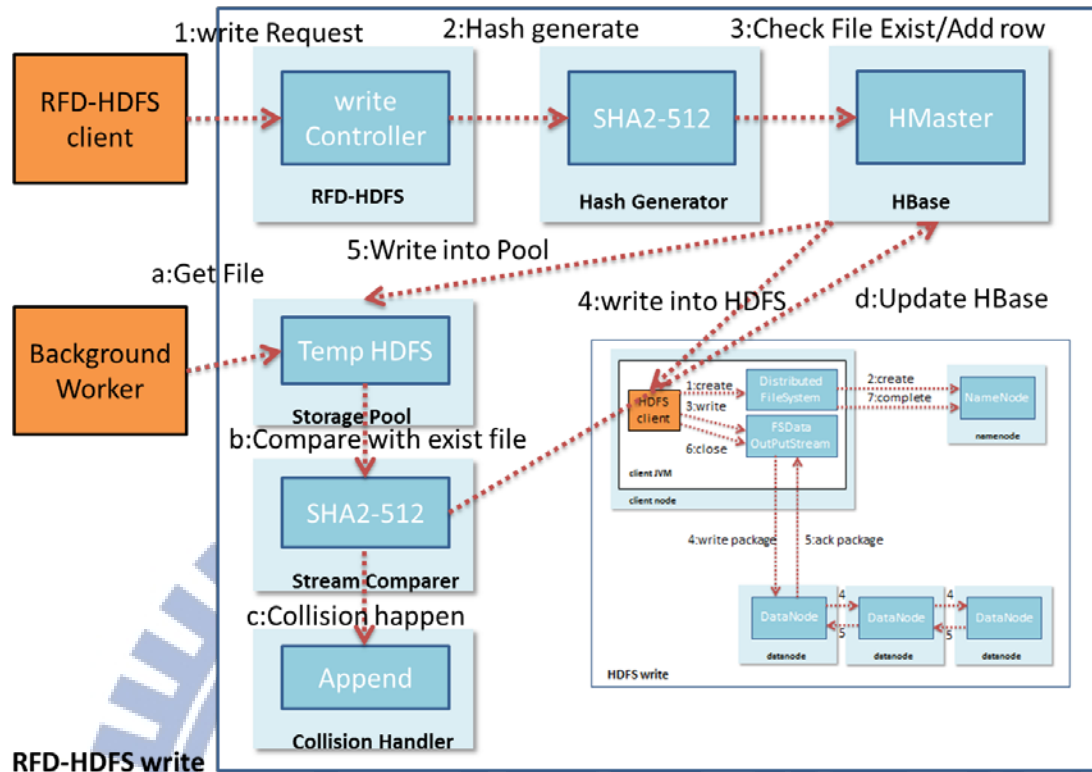 1:write Request
2:Hash generate
3:Check File Exist/Add row
RFD-HDFS
client
write
Controller
RFD-HDFS
SHA2-512
Hash Generator
HMaster
HBase
5:Write into Pool
a:Get File
4:write into HDFS
d:Update HBase
Background
Worker
Temp HDFS
Storage Pool
b:Compare with exist file
SHA2-512
Stream Comparer
c:Collision happen
Append
Collision Handler
HDFS
client
1:create
3:write
6:close
Distributed
FileSystem
FSData
OutPutStream
client JVM
client node
2:create
7:complete
NameNode
namenode
4:write package
5:ack package
DataNode
datanode
4
5
DataNode
datanode
4
5
DataNode
datanode
HDFS write
RFD-HDFS write